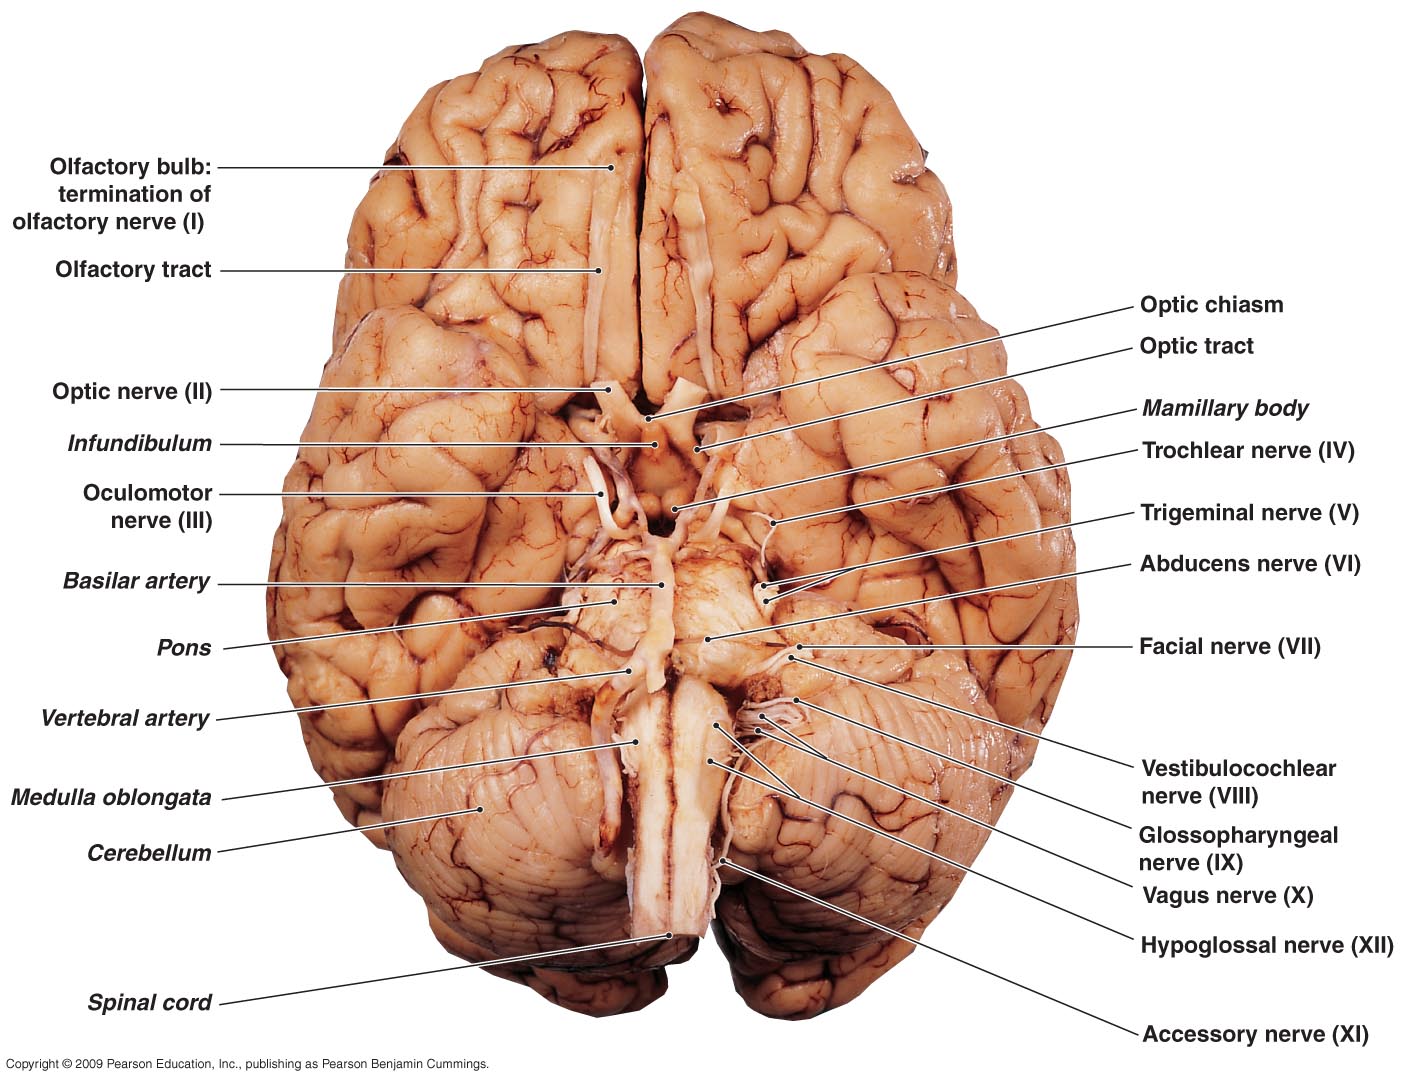 Olfactory bulb:
termination of
olfactory nerve (I)
Olfactory tract
Optic nerve (II)
Infundibulum
Oculomotor
nerve (III)
Basilar artery
Pons
Vertebral artery
Medulla oblongata
Cerebellum
Spinal cord
Optic chiasm
Optic tract
Mamillary body
Trochlear nerve (IV)
Trigeminal nerve (V)
Abducens nerve (VI)
Facial nerve (VII)
Vestibulocochlear
nerve (VIII)
Glossopharyngeal
nerve (IX)
Vagus nerve (X)
Hypoglossal nerve (XII)
Accessory nerve (XI)
Copyright © 2009 Pearson Education, Inc., publishing as Pearson Benjamin Cummings.